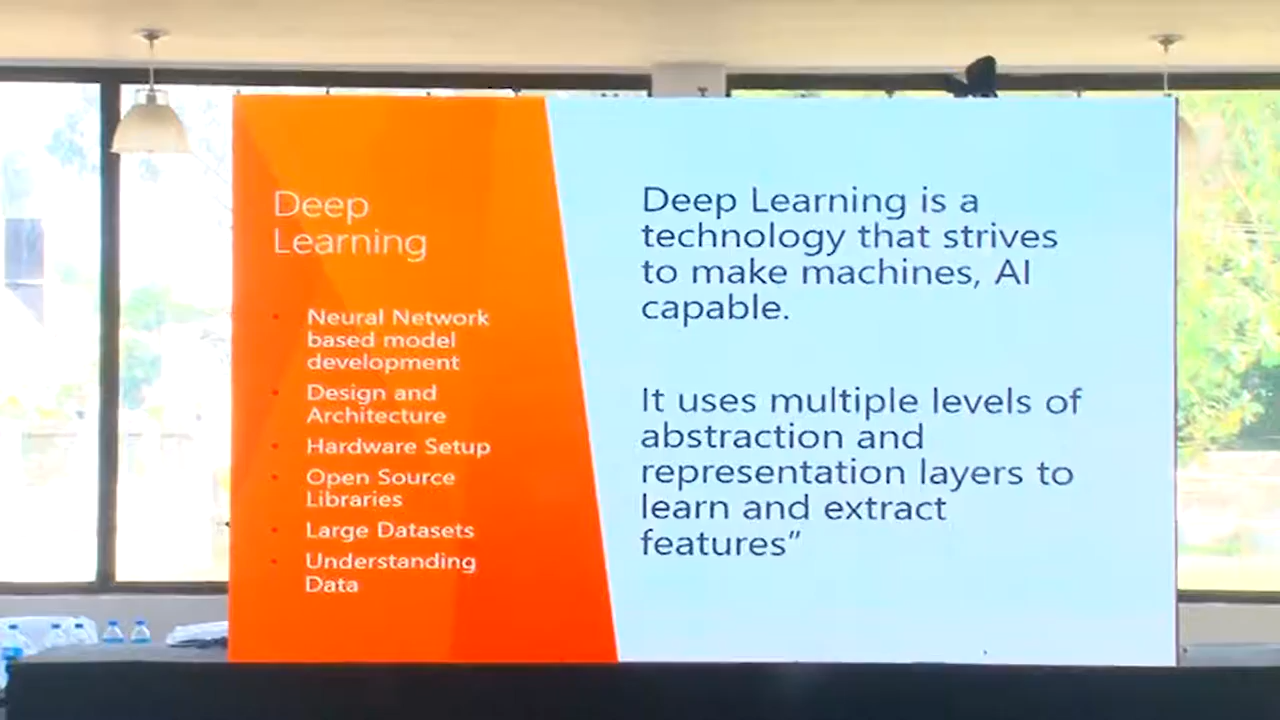 Deep
Learning
Neural Network
based model
development
Design and
Architecture
Hardware Setup
Open Source
Libraries
Large Datasets
Understanding
Data
Deep Learning is a
technology that strives
to make machines, AI
capable.
It uses multiple levels of
abstraction and
representation layers to
learn and extract
features”